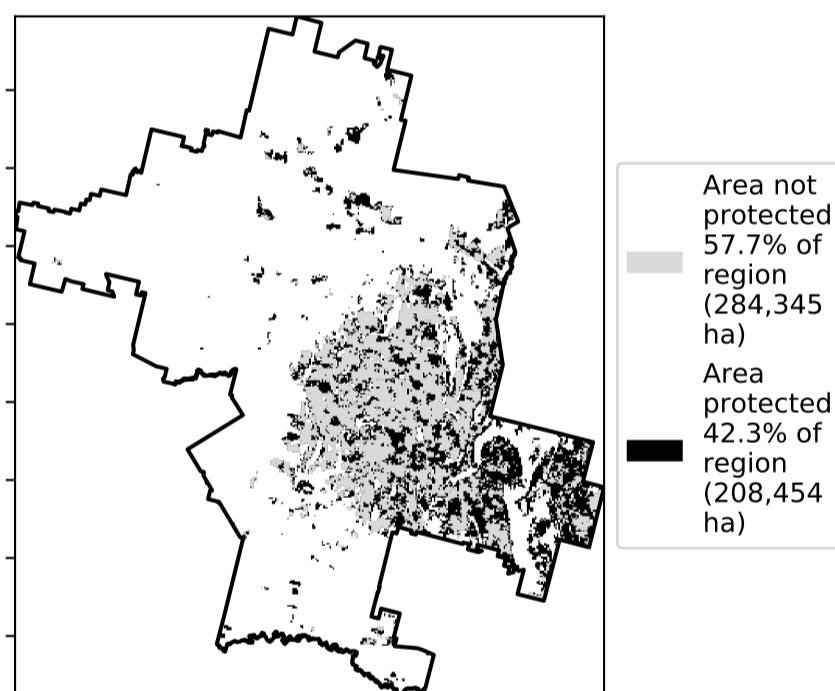 Area not
protected
57.7% of
region
(284,345
ha)
Area
protected
42.3% of
region
(208,454
ha)